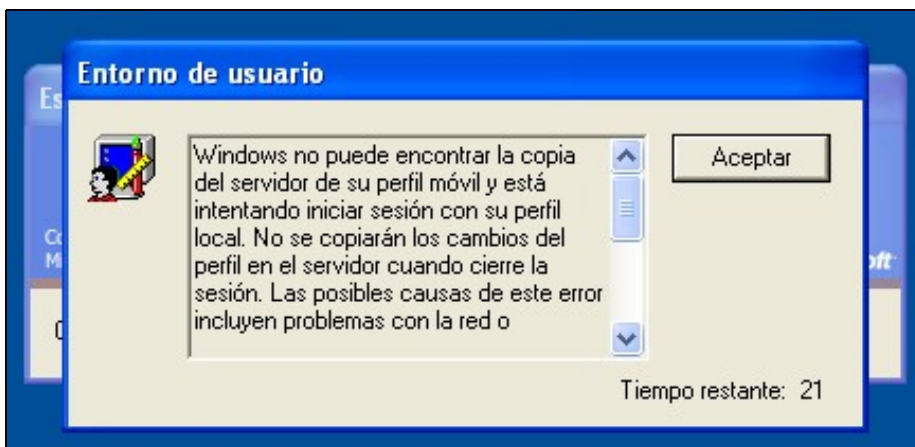 Entorno de usuario
Es
Windows no puede encontrar la copia
del servidor de su perfil móvil y está
intentando iniciar sesión con su perfil
local. No se copiarán los cambios del
perfil en el servidor cuando cierre la
sesión. Las posibles causas de este error
incluyen problemas con la red o
Aceptar
Tiempo restante: 21